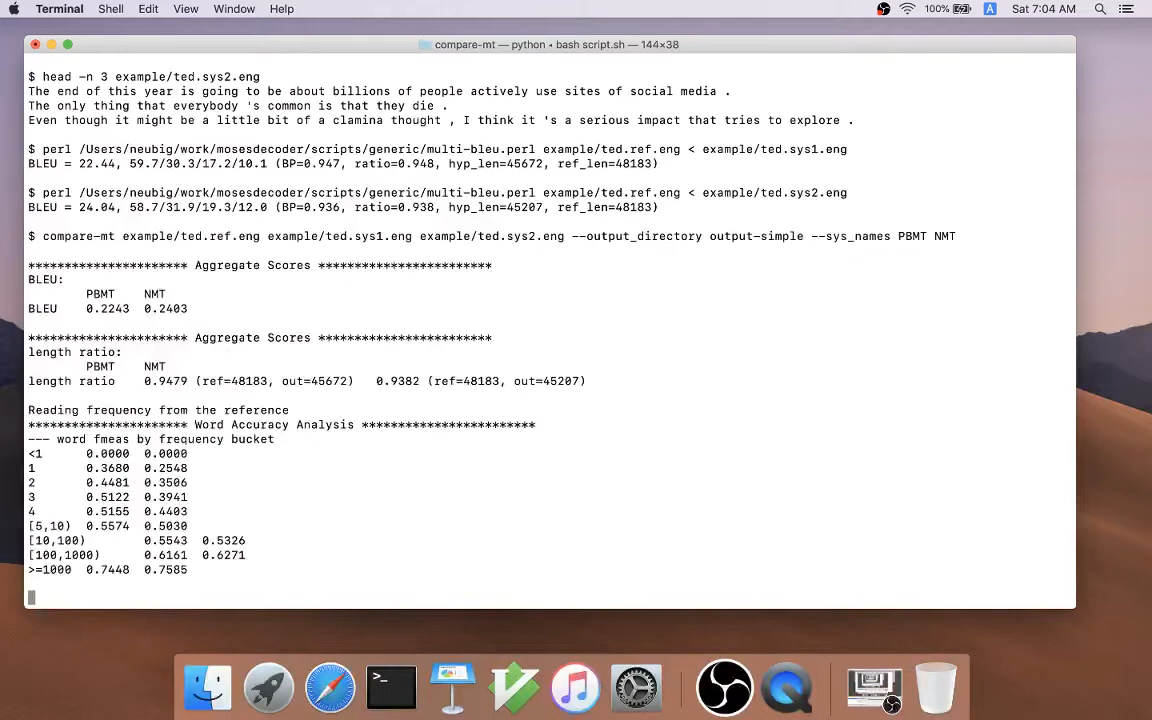 Terminal Shell Edit View Window Help 100% A Sat 7:04 AM
compare-mt — python • bash script.sh — 144×38
$ head -n 3 example/ted.sys2.eng
The end of this year is going to be about billions of people actively use sites of social media .
The only thing that everybody 's common is that they die .
Even though it might be a little bit of a clamina thought , I think it 's a serious impact that tries to explore .
$ perl /Users/neubig/work/mosesdecoder/scripts/generic/multi-bleu.perl example/ted.ref.eng < example/ted.sys1.eng
BLEU = 22.44, 59.7/30.3/17.2/10.1 (BP=0.947, ratio=0.948, hyp_len=45672, ref_len=48183)
$ perl /Users/neubig/work/mosesdecoder/scripts/generic/multi-bleu.perl example/ted.ref.eng < example/ted.sys2.eng
BLEU = 24.04, 58.7/31.9/19.3/12.0 (BP=0.936, ratio=0.938, hyp_len=45207, ref_len=48183)
$ compare-mt example/ted.ref.eng example/ted.sys1.eng example/ted.sys2.eng --output_directory output-simple --sys_names PBMT NMT
********************** Aggregate Scores ************************
BLEU:
PBMT NMT
BLEU 0.2243 0.2403
********************** Aggregate Scores ************************
length ratio:
PBMT NMT
length ratio 0.9479 (ref=48183, out=45672) 0.9382 (ref=48183, out=45207)
Reading frequency from the reference
********************** Word Accuracy Analysis ************************
--- word fmeas by frequency bucket
<1 0.0000 0.0000
1 0.3680 0.2548
2 0.4481 0.3506
3 0.5122 0.3941
4 0.5155 0.4403
[5,10) 0.5574 0.5030
[10,100) 0.5543 0.5326
[100,1000) 0.6161 0.6271
>=1000 0.7448 0.7585